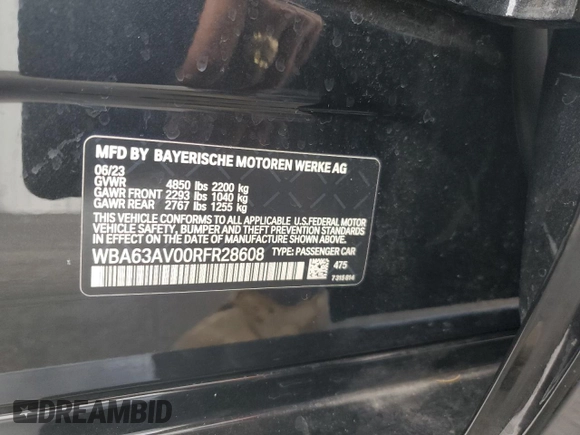 MFD BY BAYERISCHE MOTOREN WERKE AG
06/23
GVWR 4850 lbs 2200 kg
GAWR FRONT 2293 lbs 1040 kg
GAWR REAR 2767 lbs 1255 kg
THIS VEHICLE CONFORMS TO ALL APPLICABLE U.S.FEDERAL MOTOR
VEHICLE SAFETY, BUMPER AND THEFT PREVENTION STANDARDS
IN EFFECT ON THE DATE OF MANUFACTURE SHOWN ABOVE.
WBA63AV00RFR28608 TYPE: PASSENGER CAR
475
DREAMBID